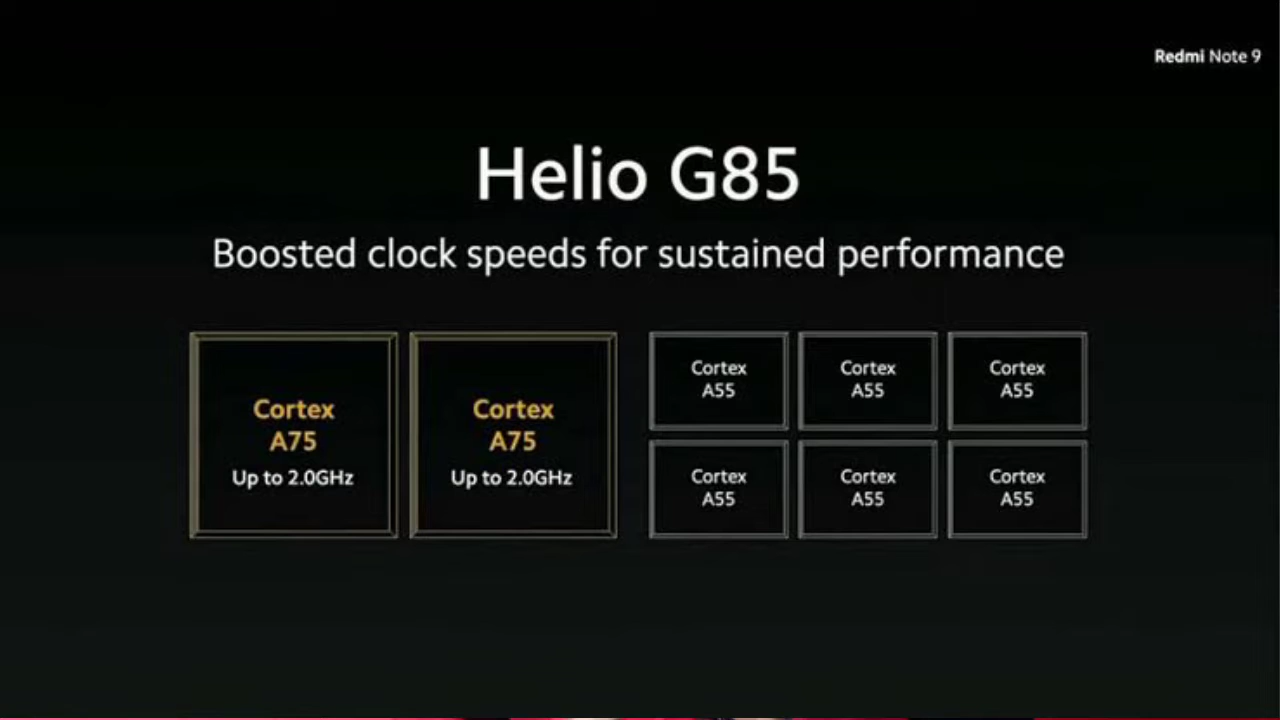 Redmi Note 9
Helio G85
Boosted clock speeds for sustained performance
Cortex
A75
Up to 2.0GHz
Cortex
A75
Up to 2.0GHz
Cortex
A55
Cortex
A55
Cortex
A55
Cortex
A55
Cortex
A55
Cortex
A55